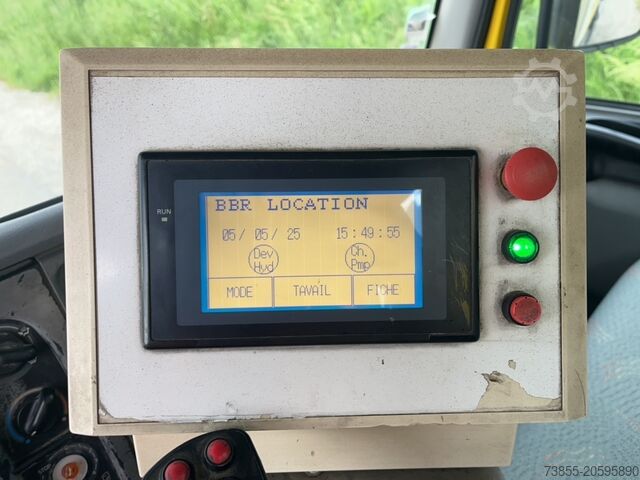 BBR LOCATION
RUN
05/ 05/ 25 15:49:55
Dev Hyd
Ch. Pmp
MODE TAVAIL FICHE
73855-20595890